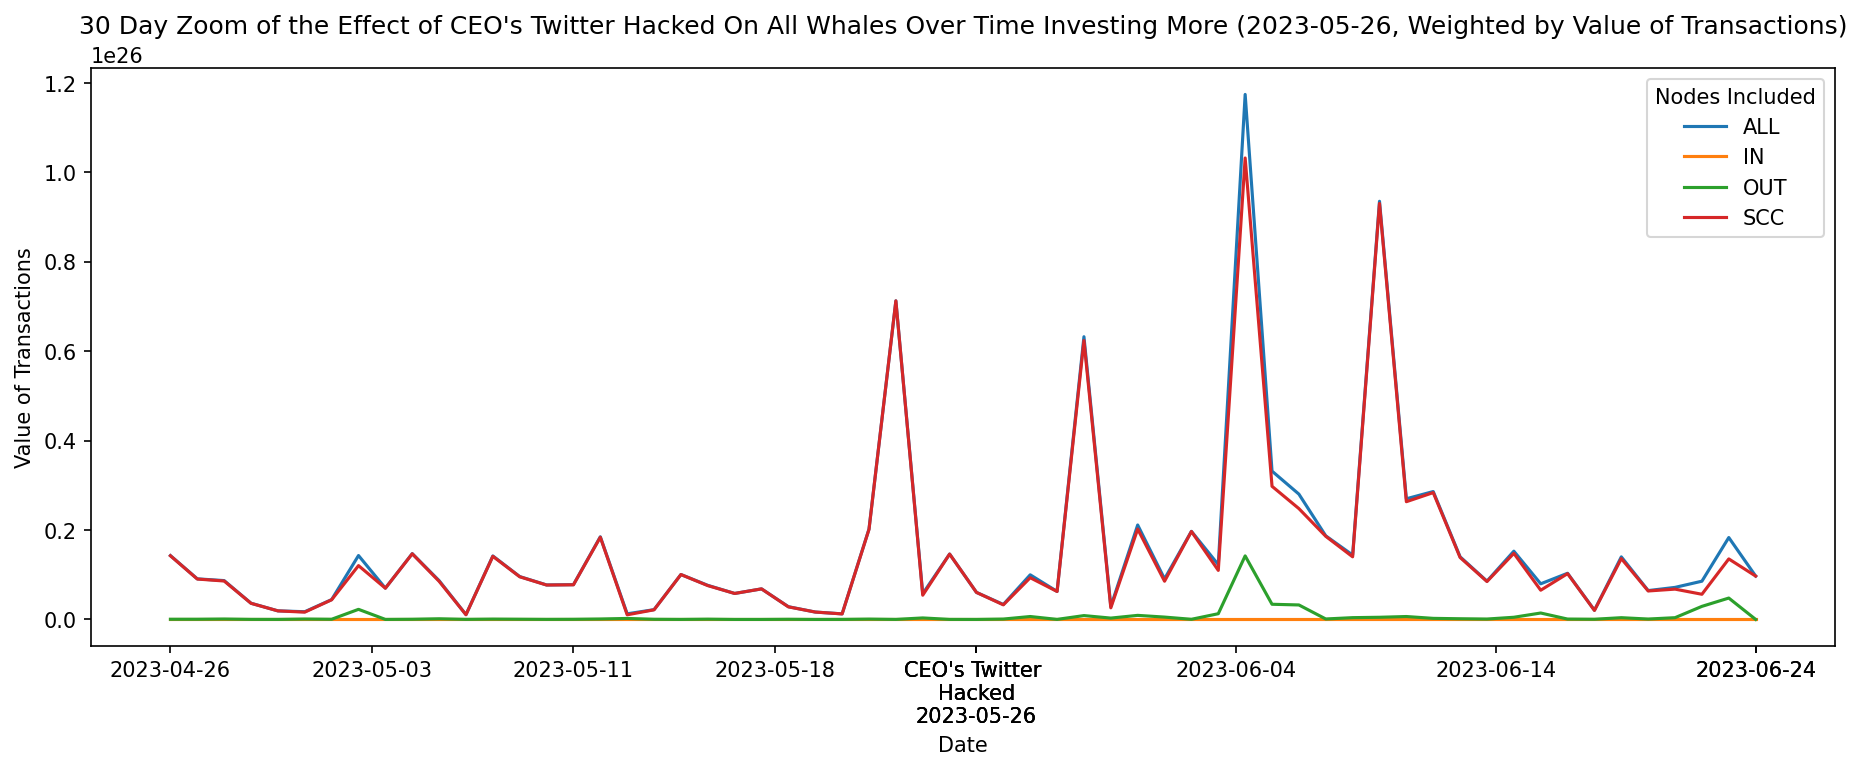 30 Day Zoom of the Effect of CEO's Twitter Hacked On All Whales Over Time Investing More (2023-05-26, Weighted by Value of Transactions)
1e26
1.2
1.0
0.8
0.6
0.4
0.2
0.0
Value of Transactions
Nodes Included
ALL
IN
OUT
SCC
2023-04-26
2023-05-03
2023-05-11
2023-05-18
CEO's Twitter
Hacked
2023-05-26
2023-06-04
2023-06-14
2023-06-24
Date